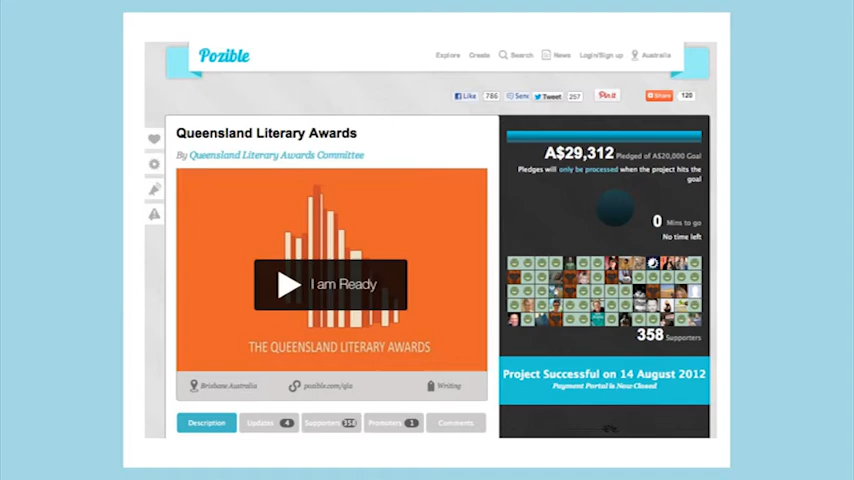 Pozible
Explore Create Search News Login/Sign up Australia
Like 786 Send Tweet 257 Pin it Share 120
Queensland Literary Awards
By Queensland Literary Awards Committee
A$29,312 Pledged of A$20,000 Goal
Pledges will only be processed when the project hits the
goal
0 Mins to go
No time left
I am Ready
THE QUEENSLAND LITERARY AWARDS
358 Supporters
Project Successful on 14 August 2012
Payment Portal is Now Closed
Brisbane Australia pozible.com/qla Writing
Description Updates 4 Supporters 358 Promoters 1 Comments